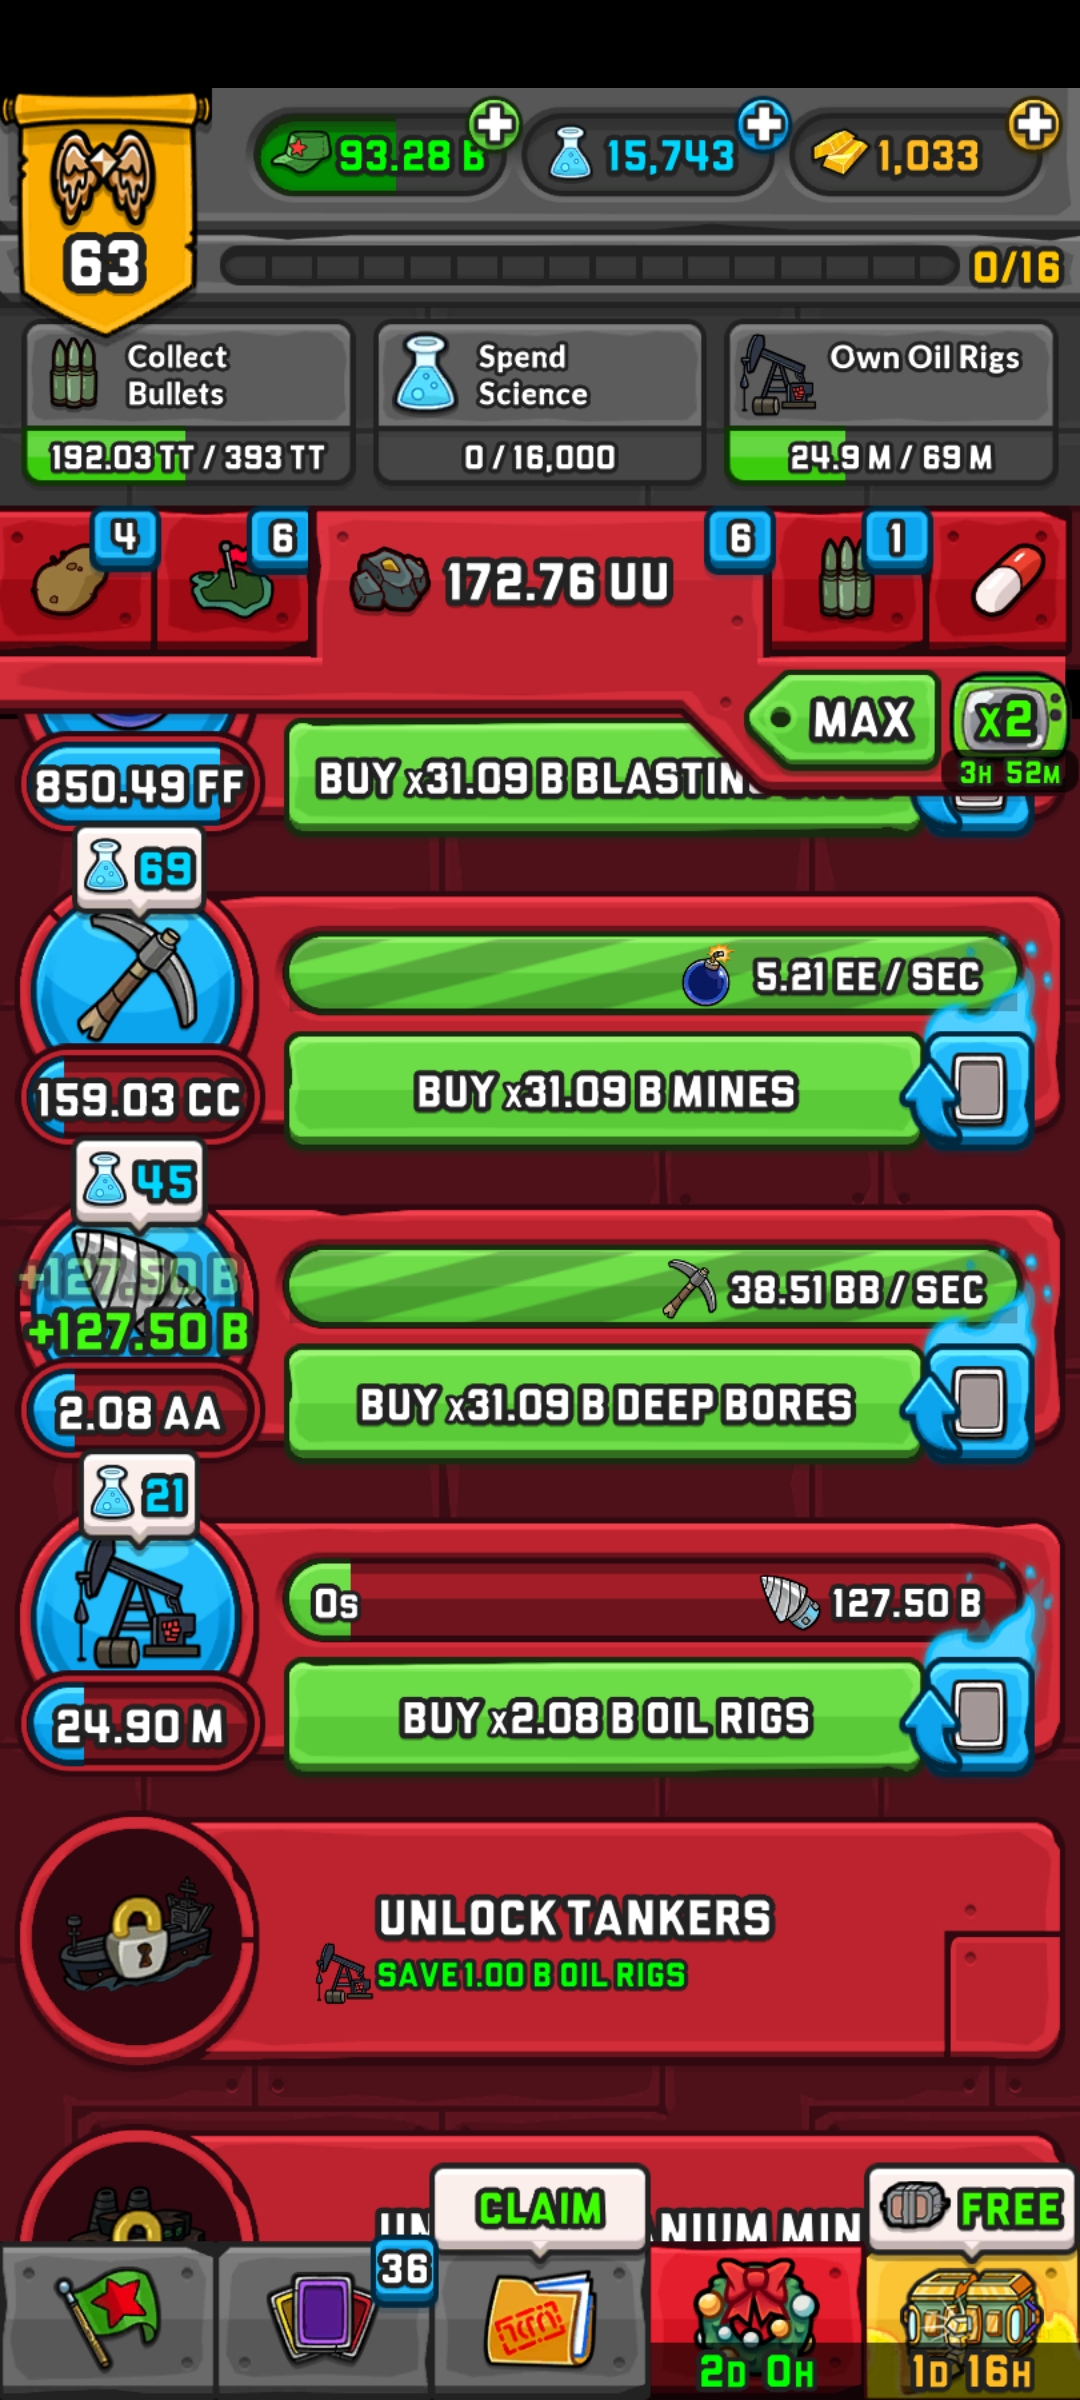 93.28 B
15,743
1,033
63
0/16
Collect
Bullets
Spend
Science
Own Oil Rigs
192.03 TT / 393 TT
0 / 16,000
24.9 M / 69 M
4
6
172.76 UU
6
1
MAX
x2
3H 52M
850.49 FF
BUY x31.09 B
69
5.21 EE / SEC
159.03 CC
BUY x31.09 B MINES
45
+127.50 B
+127.50 B
38.51 BB / SEC
2.08 AA
BUY x31.09 B DEEP BORES
21
0s
127.50 B
24.90 M
BUY x2.08 B OIL RIGS
UNLOCK TANKERS
SAVE 1.00 B OIL RIGS
CLAIM
FREE
36
2D 0H
1D 16H